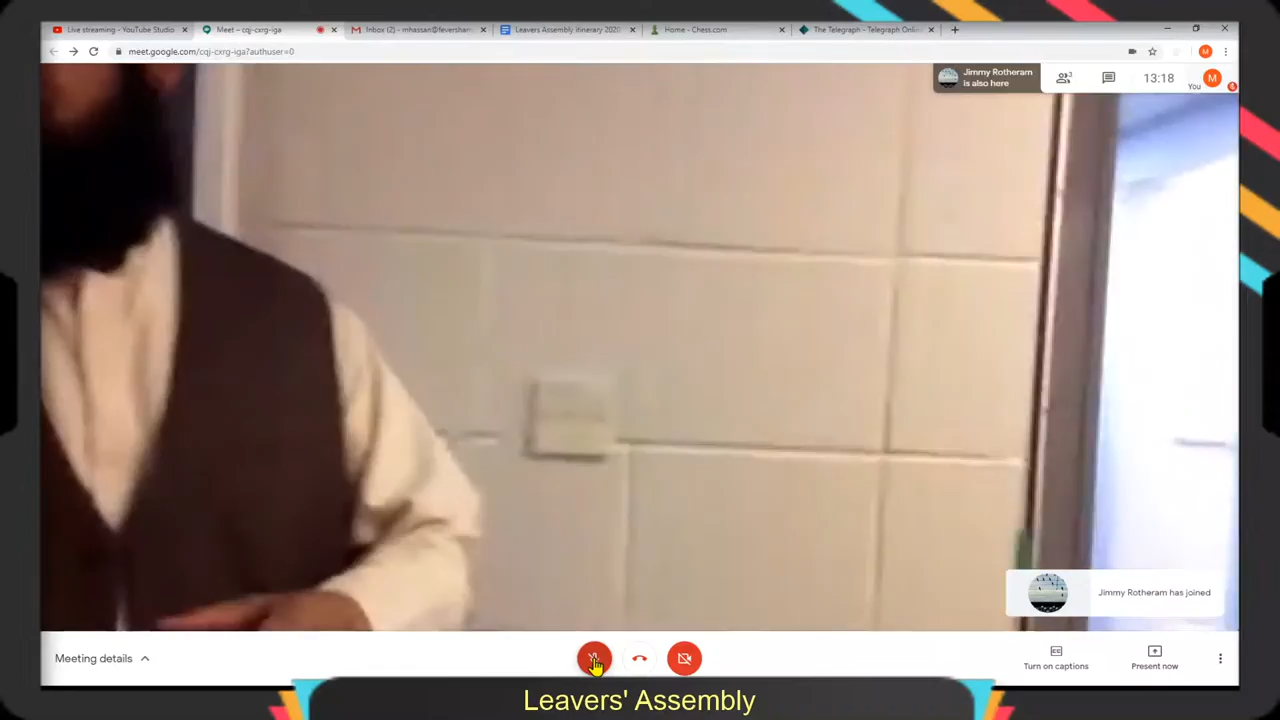 Live streaming - YouTube Studio
Meet – cqj-cxrg-iga
Inbox (2) - mhassan@feversham
Leavers Assembly itinerary 2020
Home - Chess.com
The Telegraph - Telegraph Online
meet.google.com/cqj-cxrg-iga?authuser=0
M
Jimmy Rotheram
is also here
3
13:18
You
M
Jimmy Rotheram has joined
Meeting details
Turn on captions
Present now
Leavers' Assembly